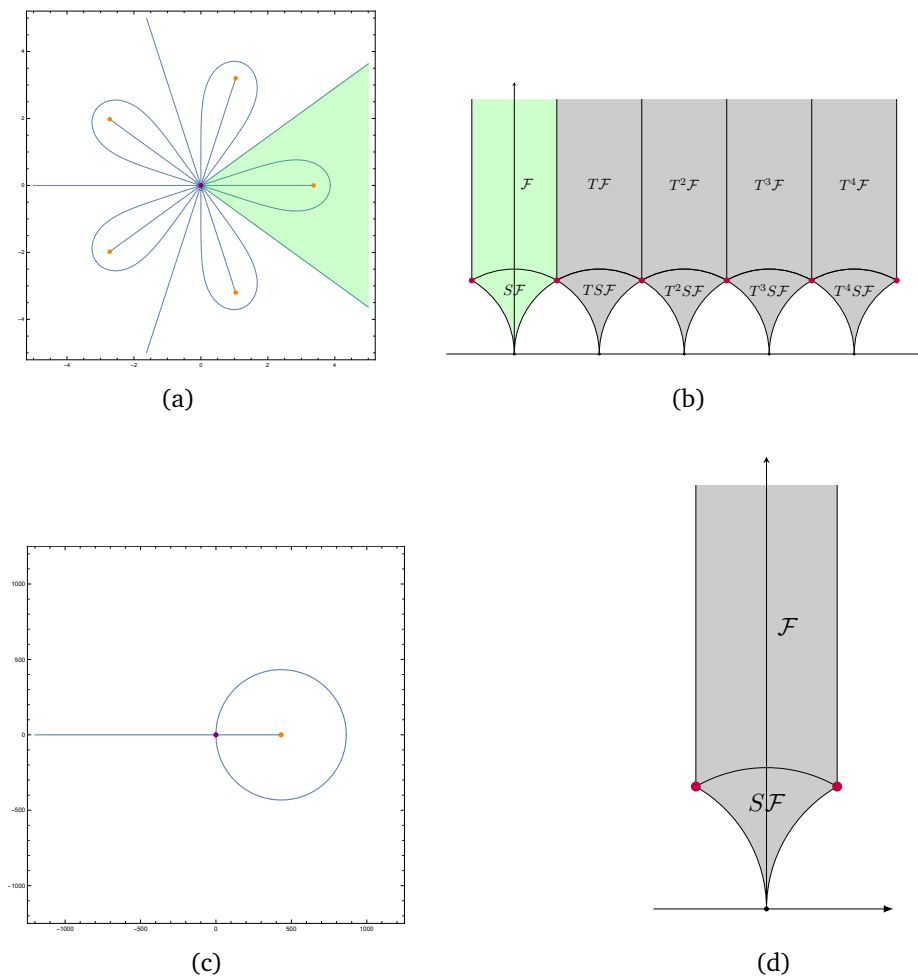 4
2
0
−2
−4
−4 −2 0 2 4
(a)
ℱ Tℱ T²ℱ T³ℱ T⁴ℱ
Sℱ TSℱ T²Sℱ T³Sℱ T⁴Sℱ
(b)
1000
500
0
−500
−1000
−1000 −500 0 500 1000
(c)
ℱ
Sℱ
(d)